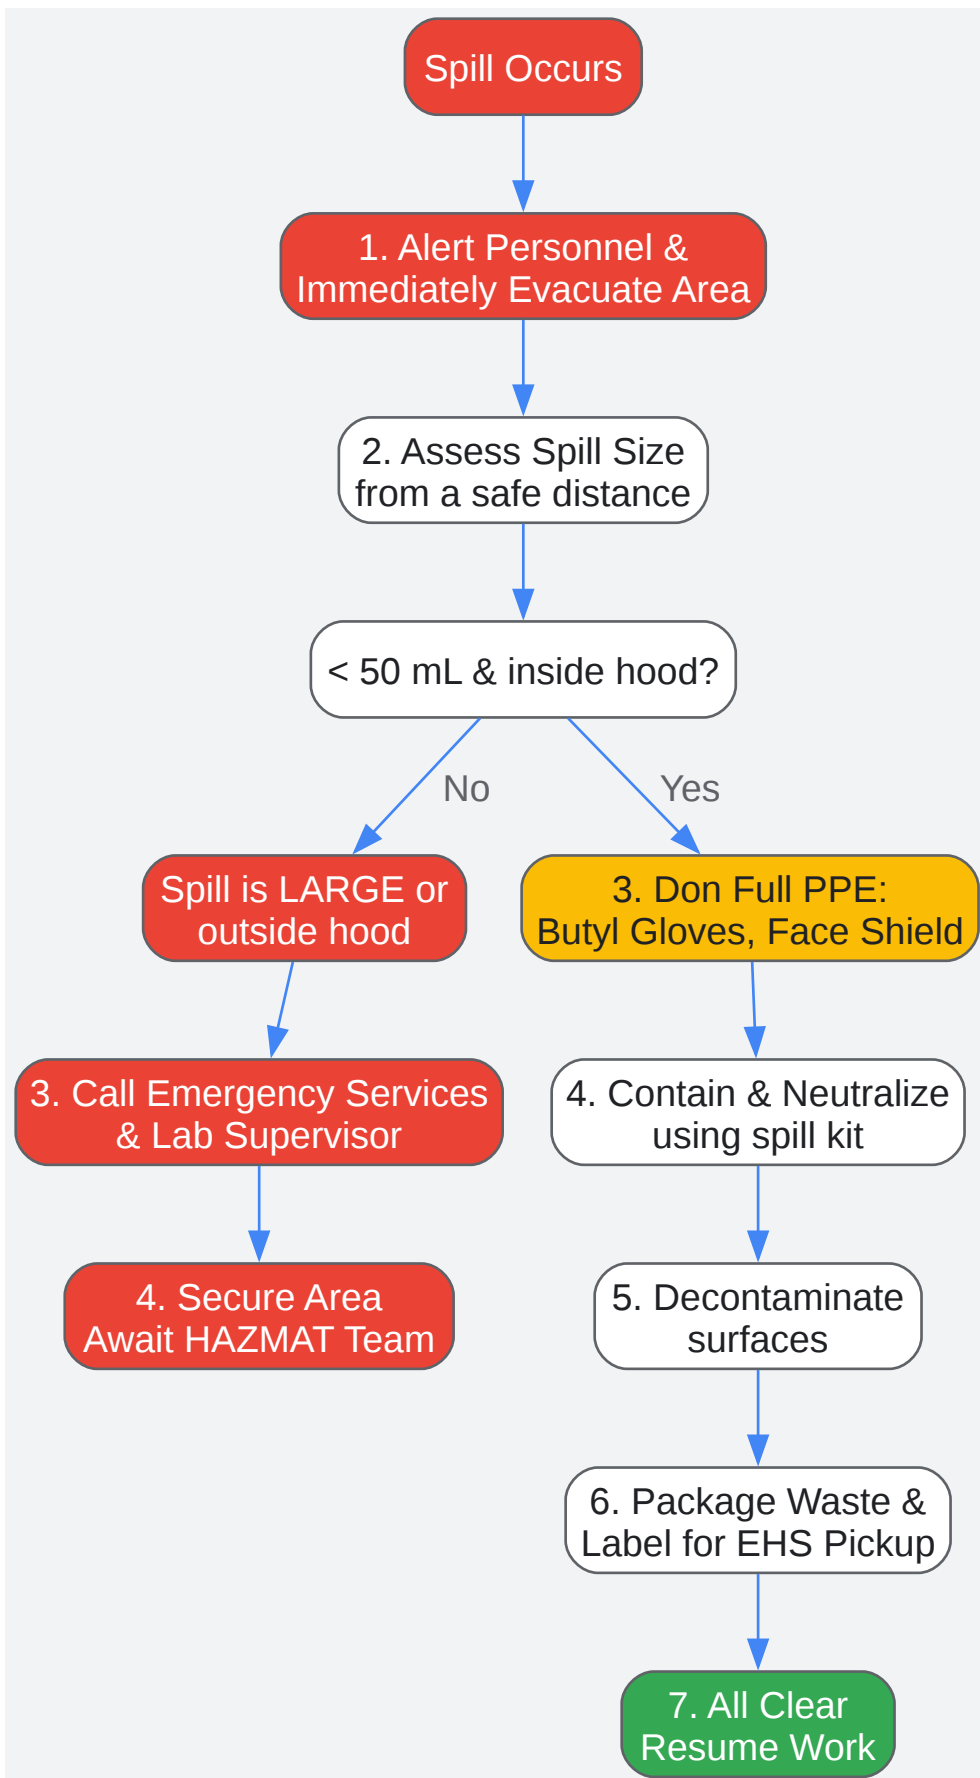 Spill Occurs
1. Alert Personnel &
Immediately Evacuate Area
2. Assess Spill Size
from a safe distance
< 50 mL & inside hood?
No
Yes
Spill is LARGE or
outside hood
3. Don Full PPE:
Butyl Gloves, Face Shield
3. Call Emergency Services
& Lab Supervisor
4. Contain & Neutralize
using spill kit
4. Secure Area
Await HAZMAT Team
5. Decontaminate
surfaces
6. Package Waste &
Label for EHS Pickup
7. All Clear
Resume Work